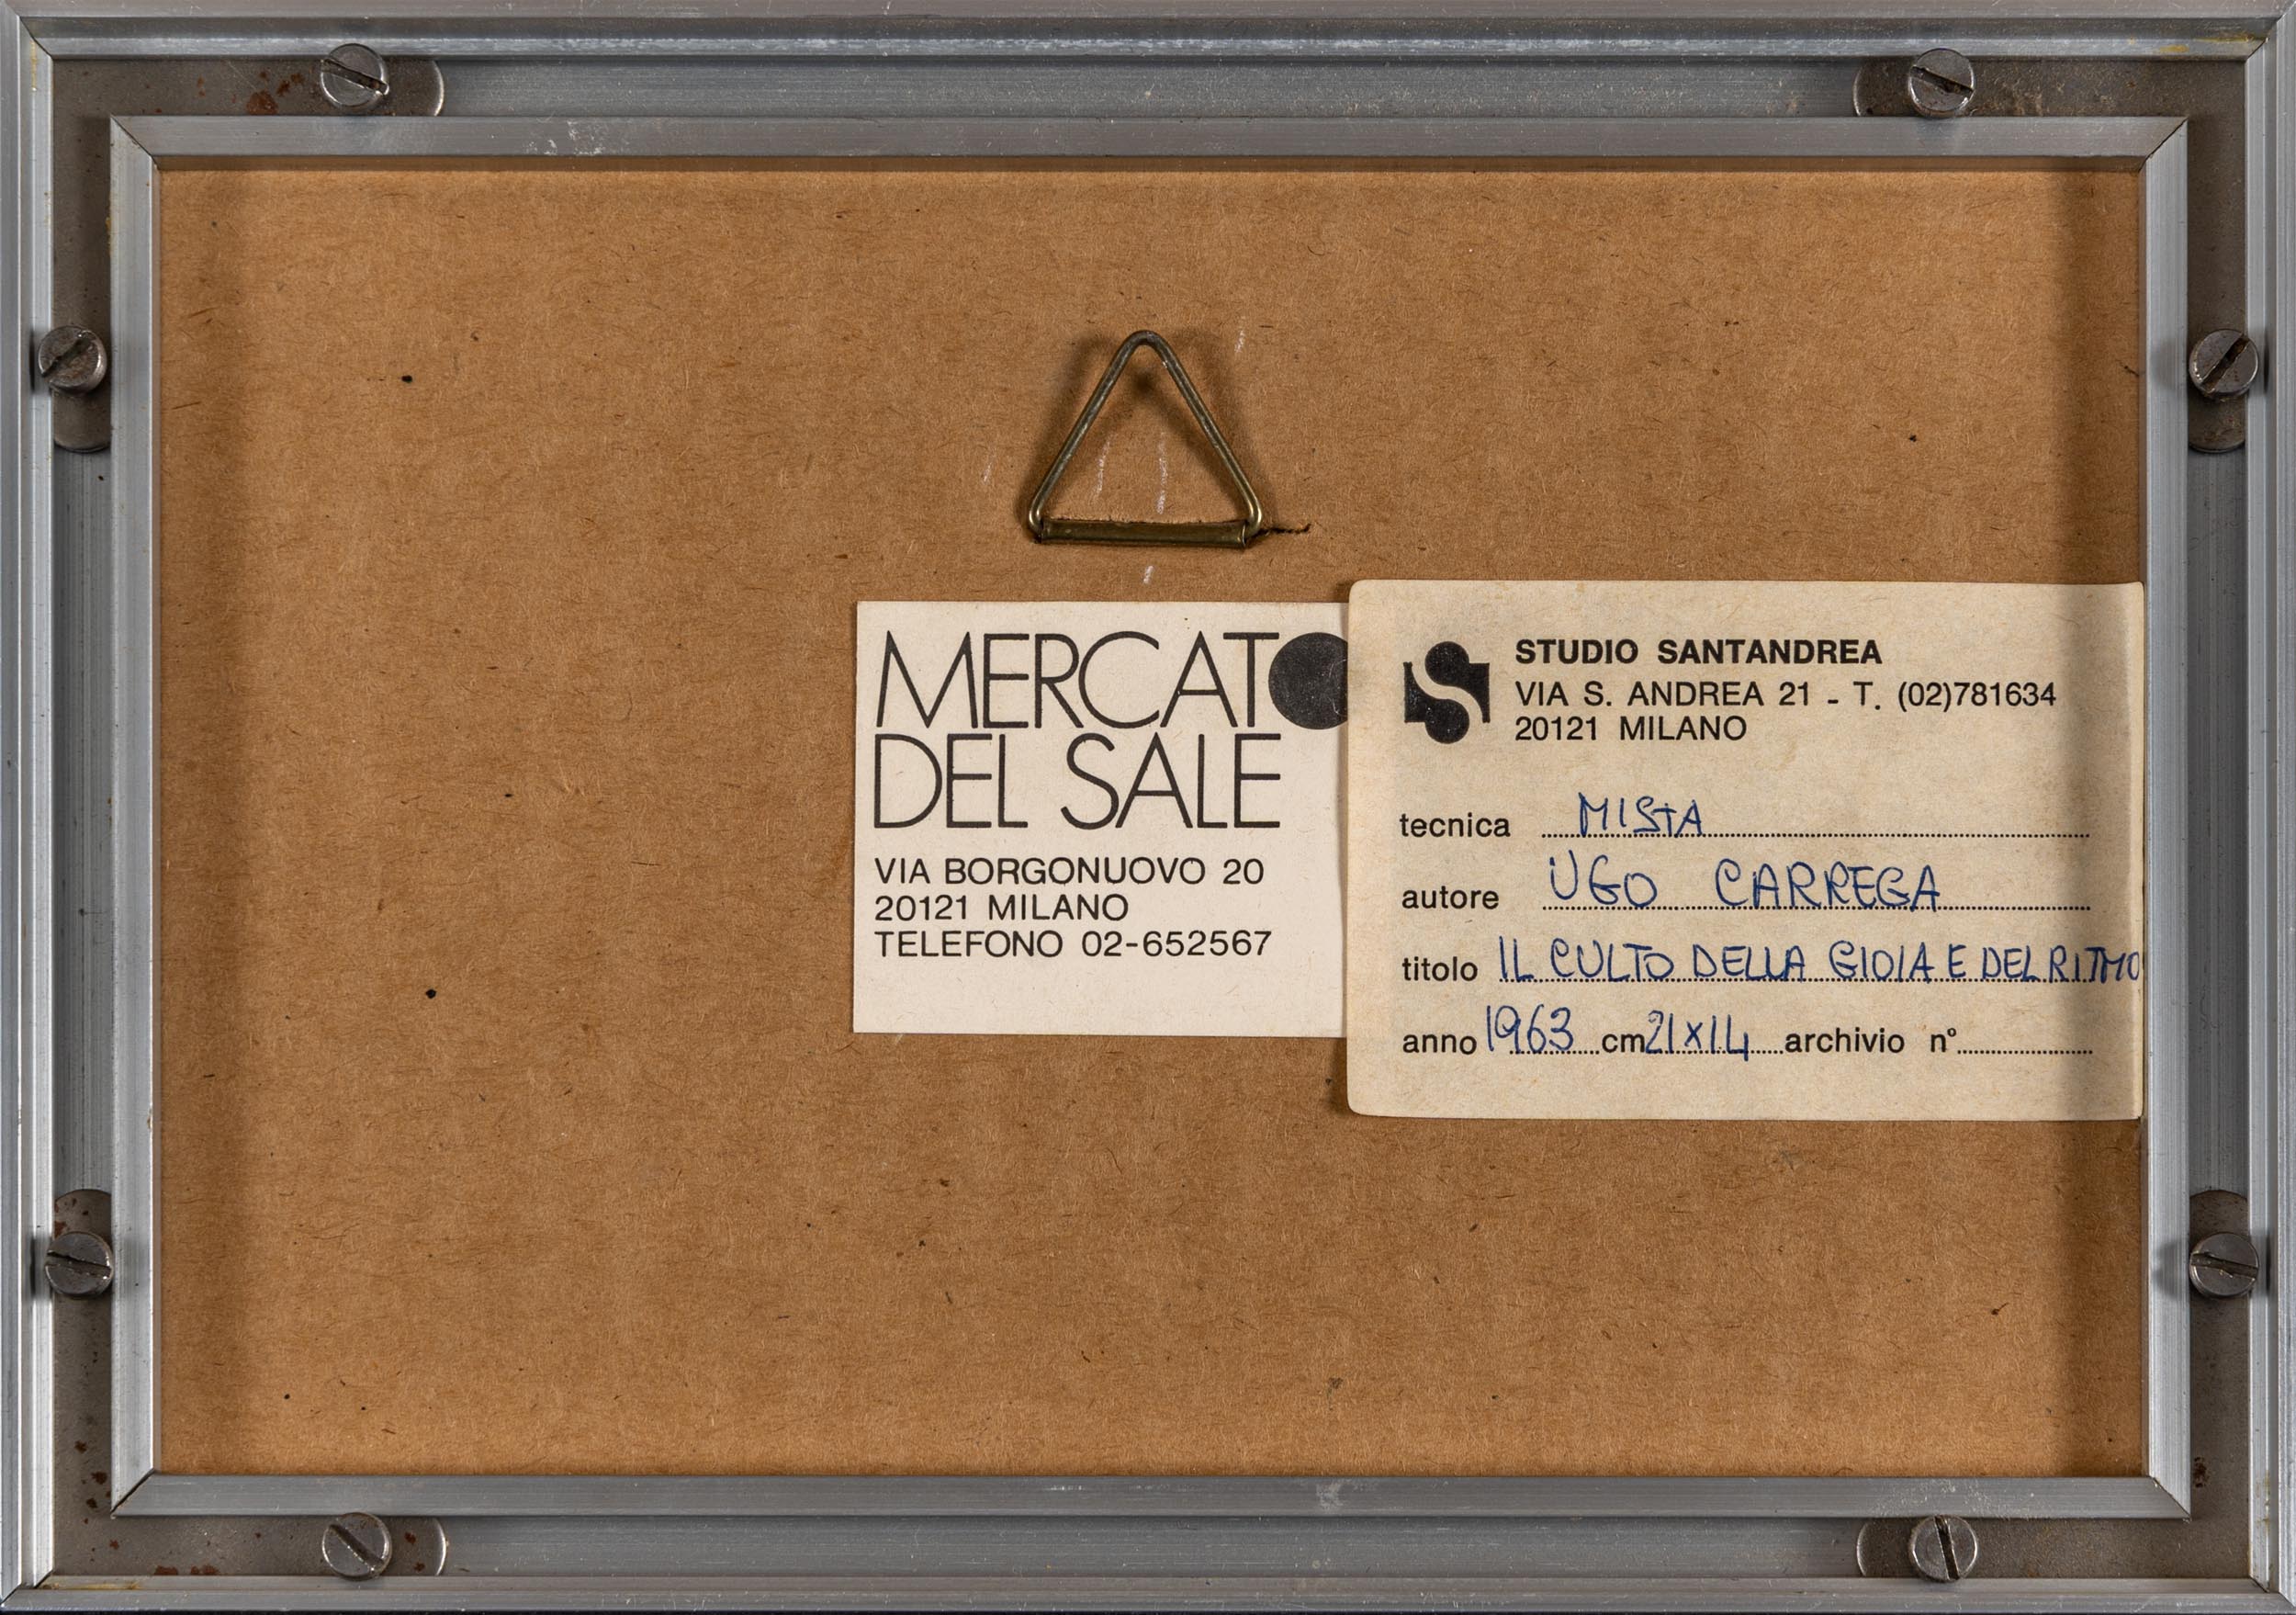 MERCATO
DEL SALE
VIA BORGONUOVO 20
20121 MILANO
TELEFONO 02-652567
STUDIO SANTANDREA
VIA S. ANDREA 21 - T. (02)781634
20121 MILANO
tecnica MISTA
autore UGO CARREGA
titolo IL CULTO DELLA GIOIA E DEL RITMO
anno 1963 cm 21X14 archivio n°